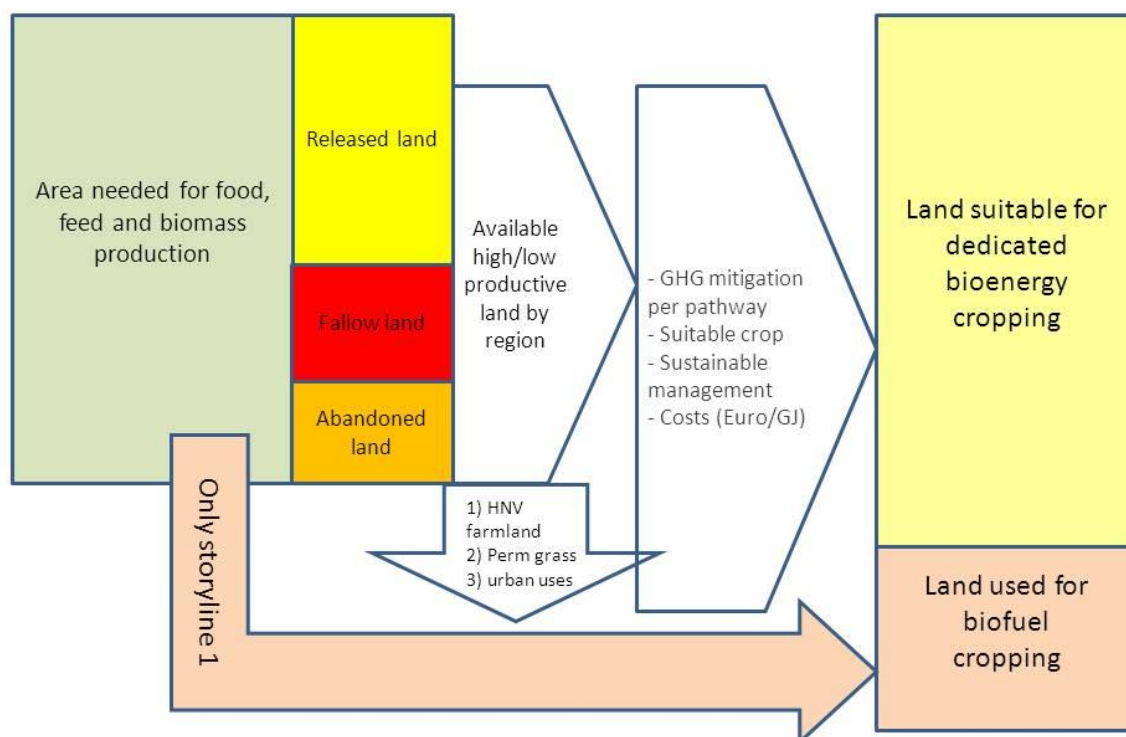 Area needed for food,
feed and biomass
production
Released land
Fallow land
Abandoned
land
Available
high/low
productive
land by
region
- GHG mitigation
per pathway
- Suitable crop
- Sustainable
management
- Costs (Euro/GJ)
Land suitable for
dedicated
bioenergy
cropping
1) HNV
farmland
2) Perm grass
3) urban uses
Only storyline 1
Land used for
biofuel
cropping